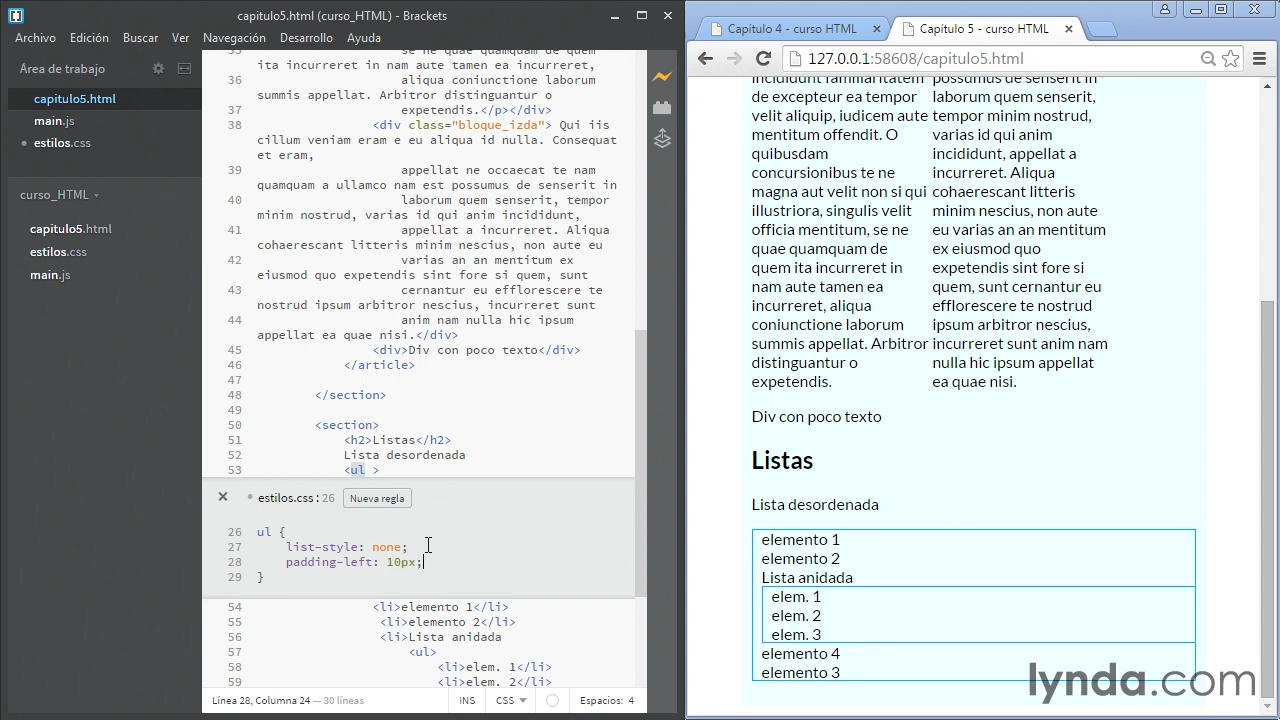 capitulo5.html (curso_HTML) - Brackets
Archivo Edición Buscar Ver Navegación Desarrollo Ayuda
Área de trabajo
capitulo5.html
main.js
estilos.css
curso_HTML
capitulo5.html
estilos.css
main.js
35 se ne quae quamquam de quem
ita incurreret in nam aute tamen ea incurreret,
36 aliqua coniunctione laborum
summis appellat. Arbitror distinguantur o
37 expetendis.</p></div>
38 <div class="bloque_izda"> Qui iis
cillum veniam eram e eu aliqua id nulla. Consequat
et eram,
39 appellat ne occaecat te nam
quamquam a ullamco nam est possumus de senserit in
40 laborum quem senserit, tempor
minim nostrud, varias id qui anim incididunt,
41 appellat a incurreret. Aliqua
cohaerescant litteris minim nescius, non aute eu
42 varias an an mentitum ex
eiusmod quo expetendis sint fore si quem, sunt
43 cernantur eu efflorescere te
nostrud ipsum arbitror nescius, incurreret sunt
44 anim nam nulla hic ipsum
appellat ea quae nisi.</div>
45 <div>Div con poco texto</div>
46 </article>
47
48 </section>
49
50 <section>
51 <h2>Listas</h2>
52 Lista desordenada
53 <ul >
estilos.css : 26 Nueva regla
26 ul {
27 list-style: none;
28 padding-left: 10px;
29 }
54 <li>elemento 1</li>
55 <li>elemento 2</li>
56 <li>Lista anidada
57 <ul>
58 <li>elem. 1</li>
59 <li>elem. 2</li>
Línea 28, Columna 24 — 30 líneas INS CSS Espacios: 4
Capítulo 4 - curso HTML
Capítulo 5 - curso HTML
127.0.0.1:58608/capitulo5.html
incididunt familiaritatem
de excepteur ea tempor
velit aliquip, iudicem aute
mentitum offendit. O
quibusdam
concursionibus te ne
magna aut velit non si qui
illustriora, singulis velit
officia mentitum, se ne
quae quamquam de
quem ita incurreret in
nam aute tamen ea
incurreret, aliqua
coniunctione laborum
summis appellat. Arbitror
distinguantur o
expetendis.
possumus de senserit in
laborum quem senserit,
tempor minim nostrud,
varias id qui anim
incididunt, appellat a
incurreret. Aliqua
cohaerescant litteris
minim nescius, non aute
eu varias an an mentitum
ex eiusmod quo
expetendis sint fore si
quem, sunt cernantur eu
efflorescere te nostrud
ipsum arbitror nescius,
incurreret sunt anim nam
nulla hic ipsum appellat
ea quae nisi.
Div con poco texto
Listas
Lista desordenada
elemento 1
elemento 2
Lista anidada
elem. 1
elem. 2
elem. 3
elemento 4
elemento 3
lynda.com